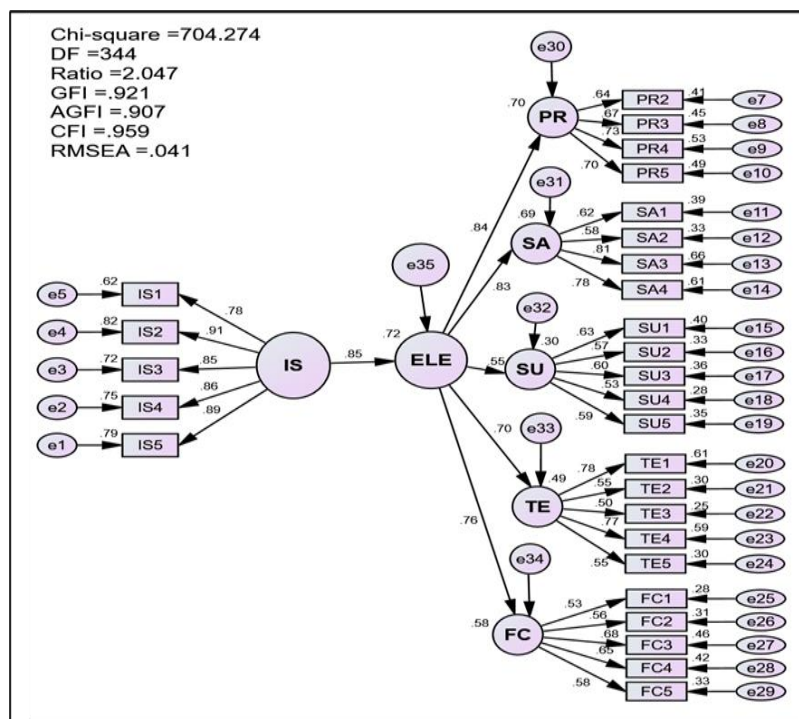 Chi-square =704.274
DF =344
Ratio =2.047
GFI =.921
AGFI =.907
CFI =.959
RMSEA =.041
e30
.70
PR
.64 PR2 .41 e7
.67 PR3 .45 e8
.73 PR4 .53 e9
.70 PR5 .49 e10
.84
e31
.69
SA
.62 SA1 .39 e11
.58 SA2 .33 e12
.81 SA3 .66 e13
.78 SA4 .61 e14
.83
e35
.72
ELE
e5 .62 IS1 .78
e4 .82 IS2 .91
e3 .72 IS3 .85
e2 .75 IS4 .86
e1 .79 IS5 .89
IS
.85
e32
.30
.55
SU
.63 SU1 .40 e15
.57 SU2 .33 e16
.60 SU3 .36 e17
.53 SU4 .28 e18
.59 SU5 .35 e19
.70
e33
.49
TE
.78 TE1 .61 e20
.55 TE2 .30 e21
.50 TE3 .25 e22
.77 TE4 .59 e23
.55 TE5 .30 e24
.76
e34
.58
FC
.53 FC1 .28 e25
.56 FC2 .31 e26
.68 FC3 .46 e27
.65 FC4 .42 e28
.58 FC5 .33 e29